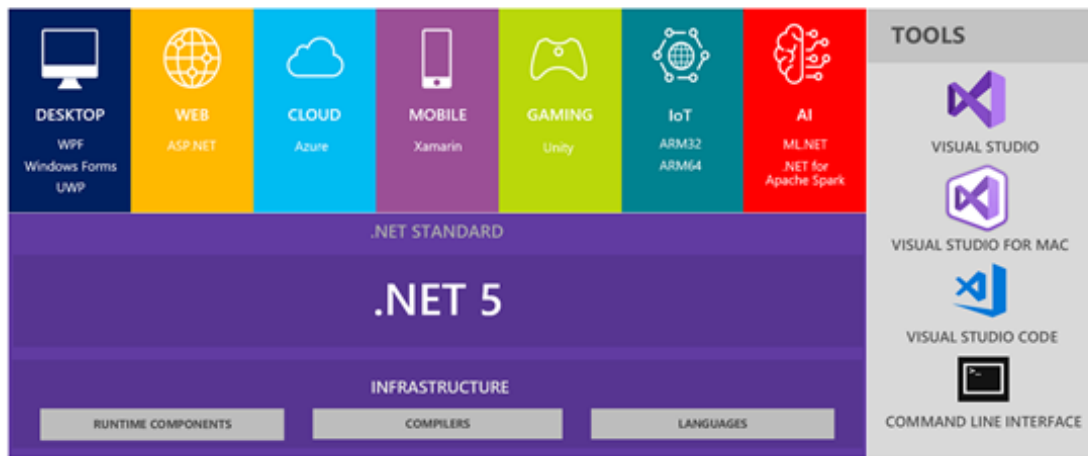 DESKTOP
WPF
Windows Forms
UWP
WEB
ASP.NET
CLOUD
Azure
MOBILE
Xamarin
GAMING
Unity
IoT
ARM32
ARM64
AI
ML.NET
.NET for
Apache Spark
.NET STANDARD
.NET 5
INFRASTRUCTURE
RUNTIME COMPONENTS
COMPILERS
LANGUAGES
TOOLS
VISUAL STUDIO
VISUAL STUDIO FOR MAC
VISUAL STUDIO CODE
>_
COMMAND LINE INTERFACE